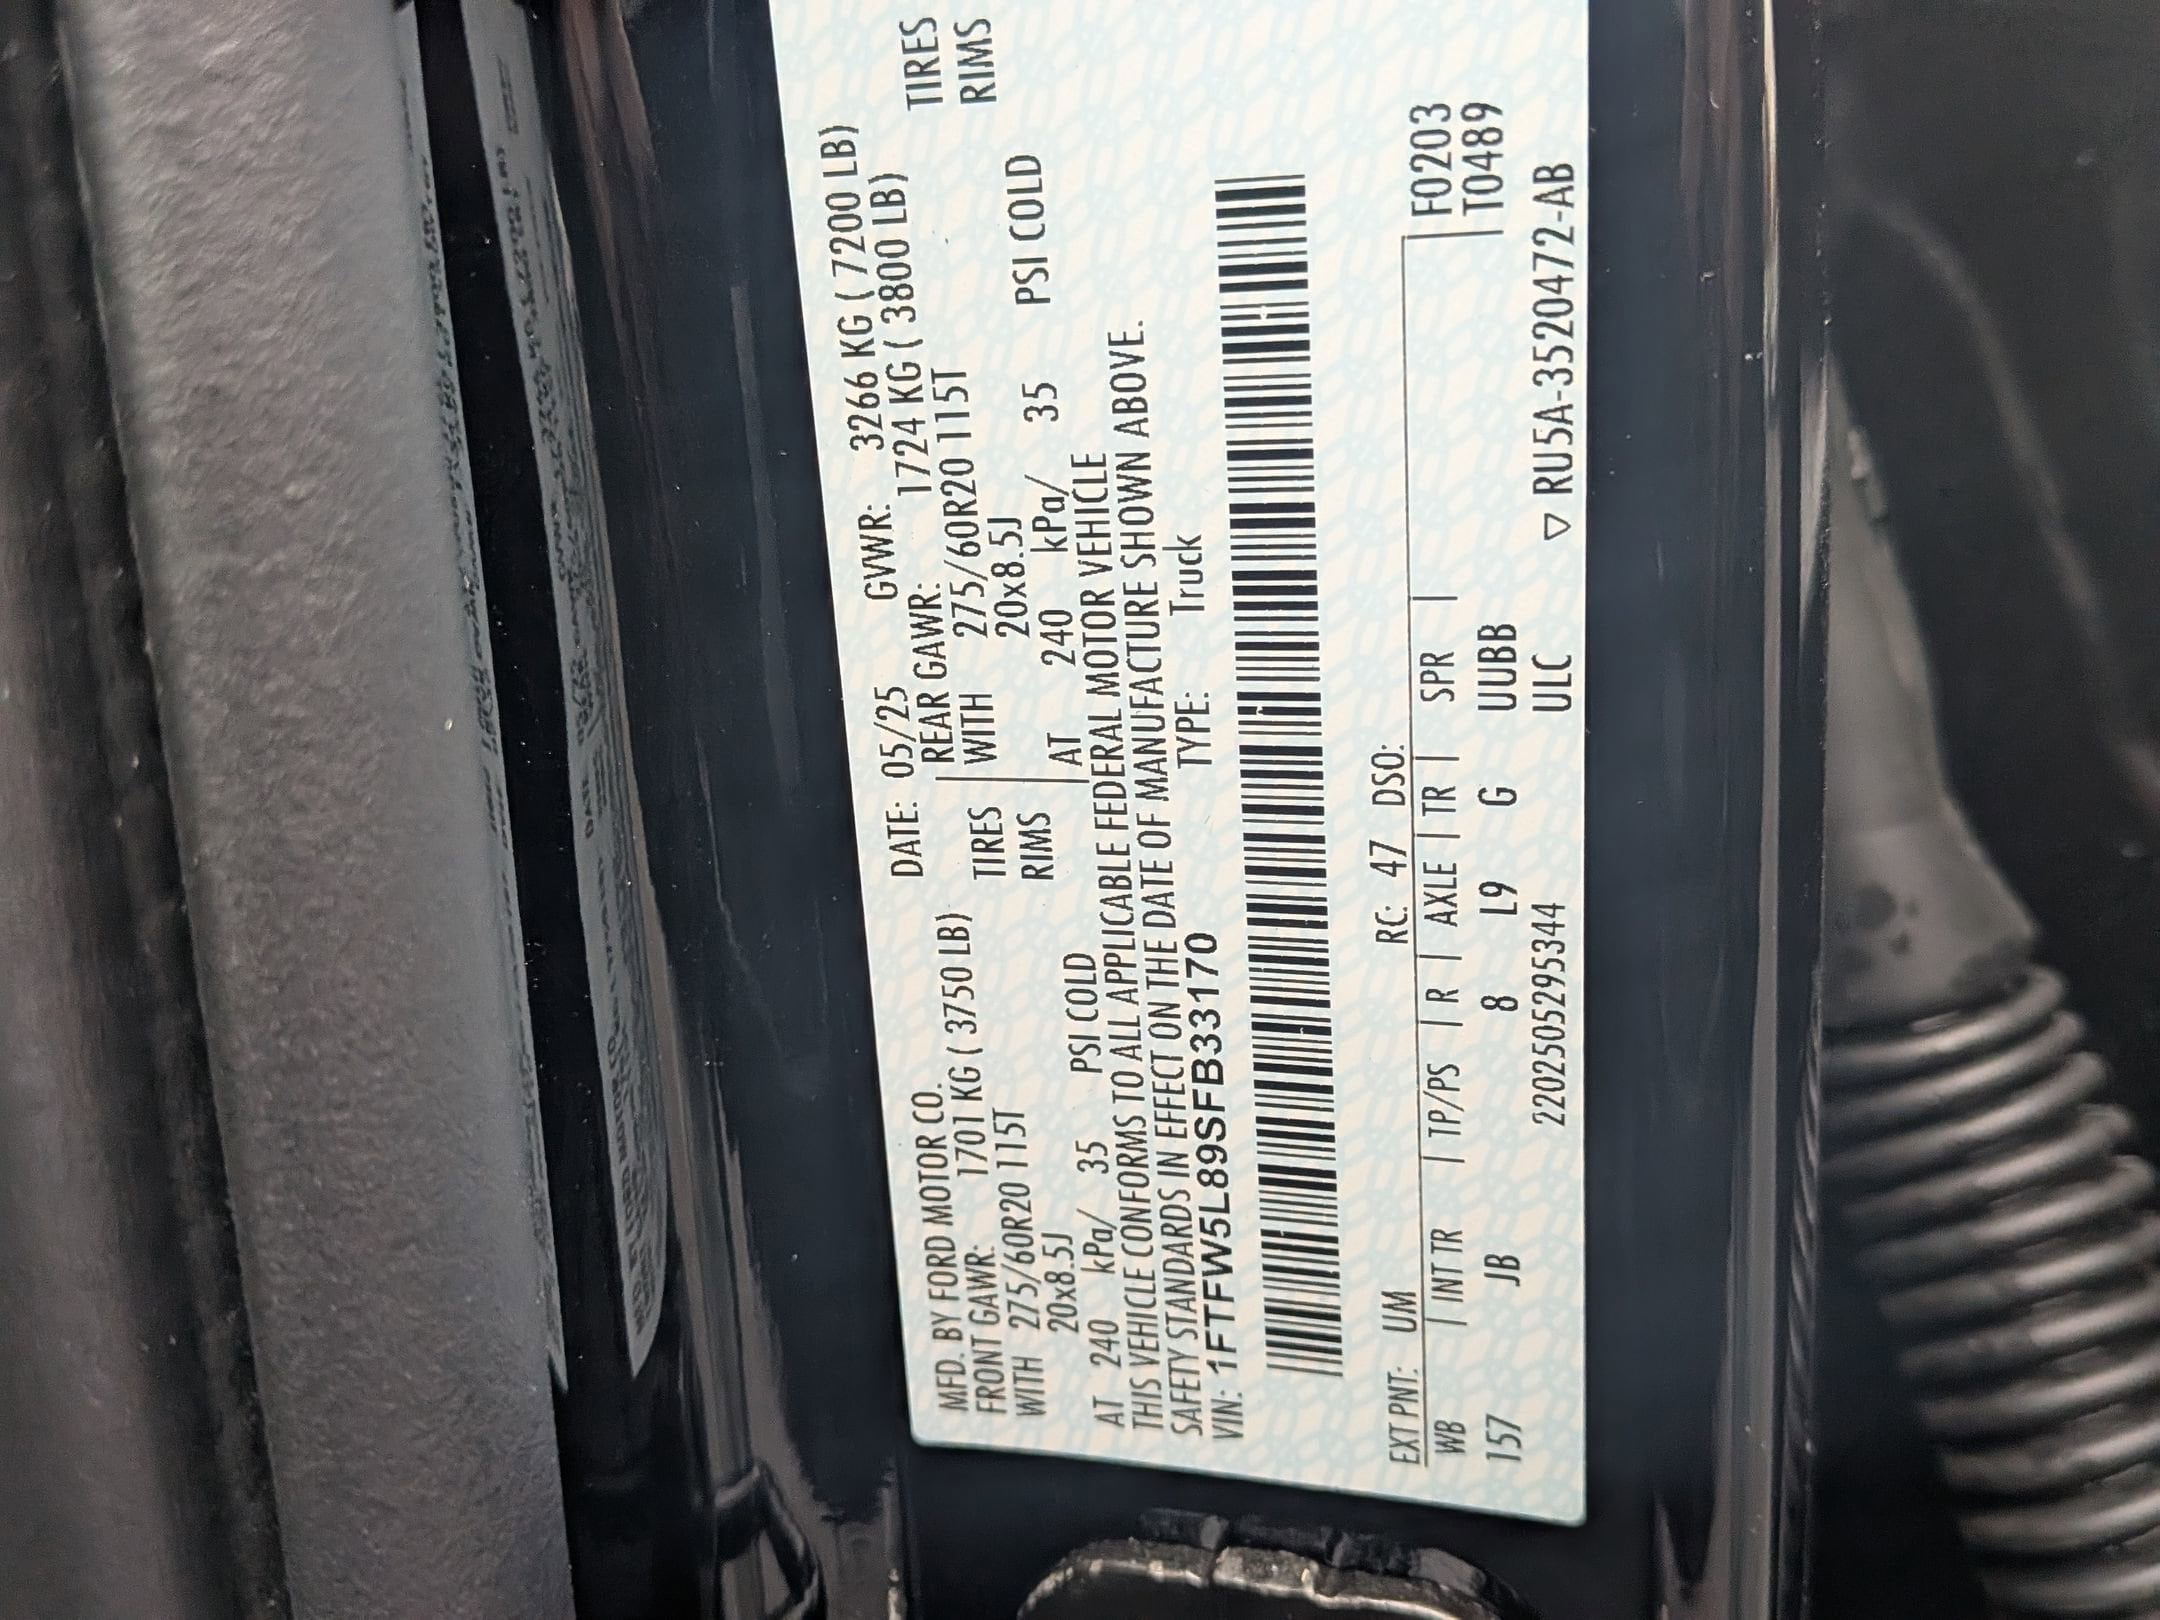 MFD. BY FORD MOTOR CO. DATE: 05/25 GVWR: 3266 KG ( 7200 LB)
FRONT GAWR: 1701 KG ( 3750 LB) REAR GAWR: 1724 KG ( 3800 LB)
WITH 275/60R20 115T TIRES WITH 275/60R20 115T TIRES
20x8.5J RIMS 20x8.5J RIMS
AT 240 kPa/ 35 PSI COLD AT 240 kPa/ 35 PSI COLD
THIS VEHICLE CONFORMS TO ALL APPLICABLE FEDERAL MOTOR VEHICLE
SAFETY STANDARDS IN EFFECT ON THE DATE OF MANUFACTURE SHOWN ABOVE.
VIN: 1FTFW5L89SFB33170 TYPE: Truck
EXT PNT: UM RC: 47 DSO:
WB | INT TR | TP/PS | R | AXLE | TR | SPR | F0203
157 JB 8 L9 G UUBB T0489
2202505295344 ULC ▽ RU5A-3520472-AB